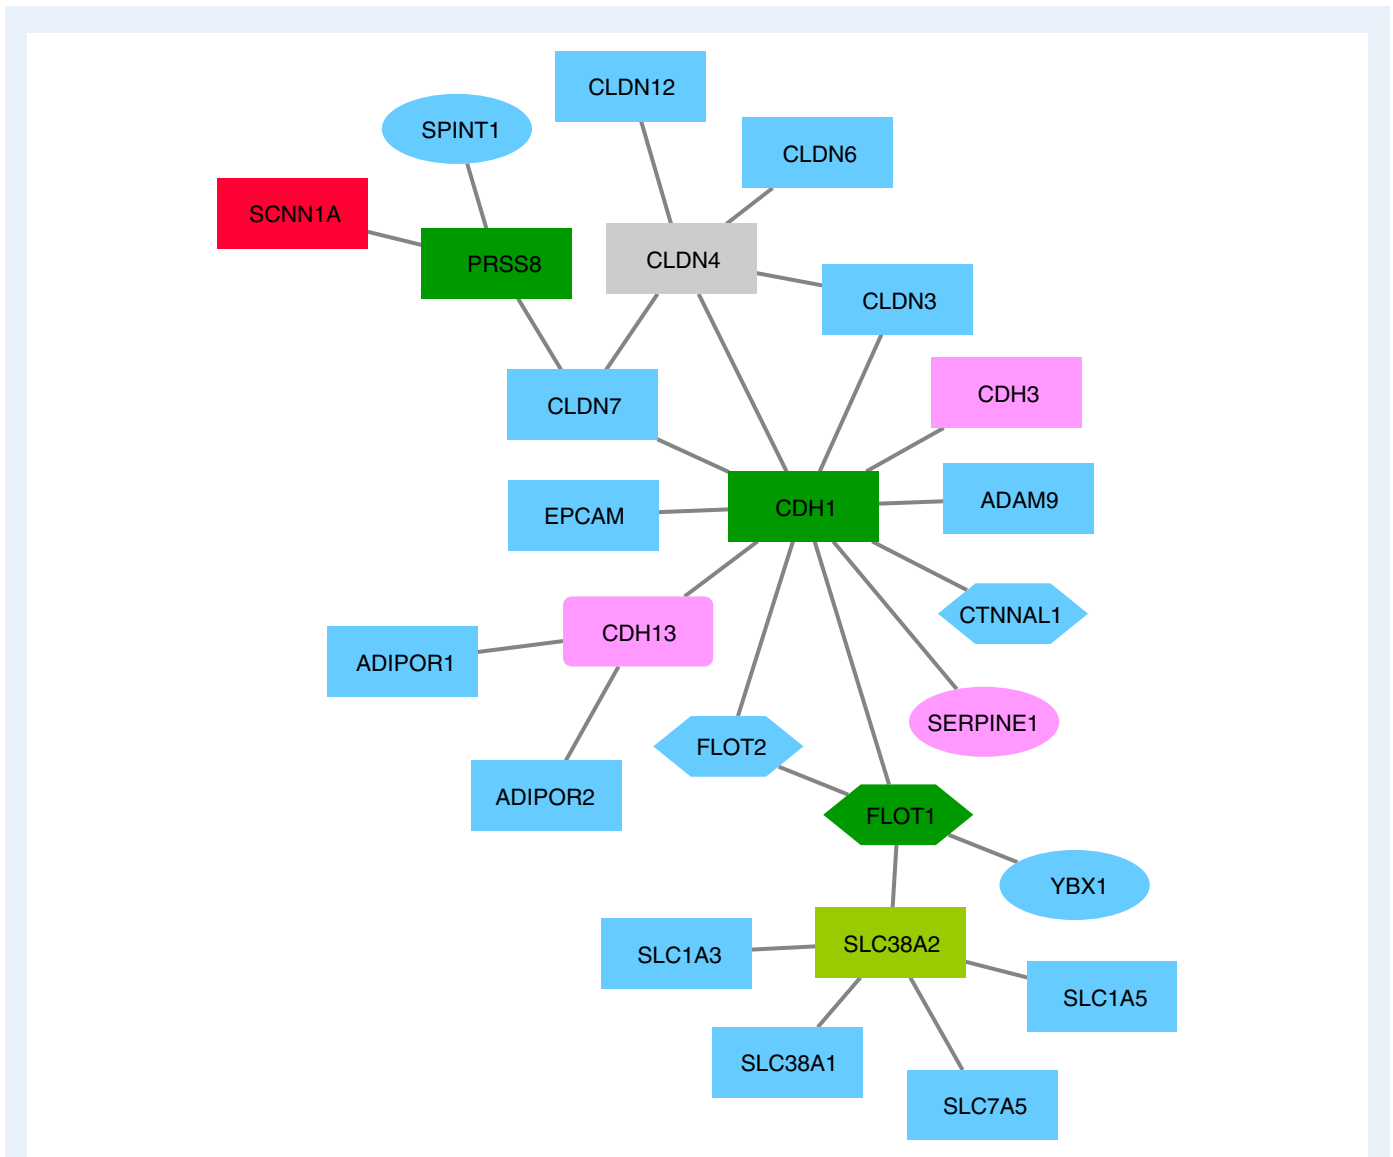 CLDN12
SPINT1
CLDN6
SCNN1A
PRSS8
CLDN4
CLDN3
CDH3
CLDN7
CDH1
ADAM9
EPCAM
CTNNAL1
CDH13
ADIPOR1
SERPINE1
FLOT2
ADIPOR2
FLOT1
YBX1
SLC38A2
SLC1A3
SLC1A5
SLC38A1
SLC7A5